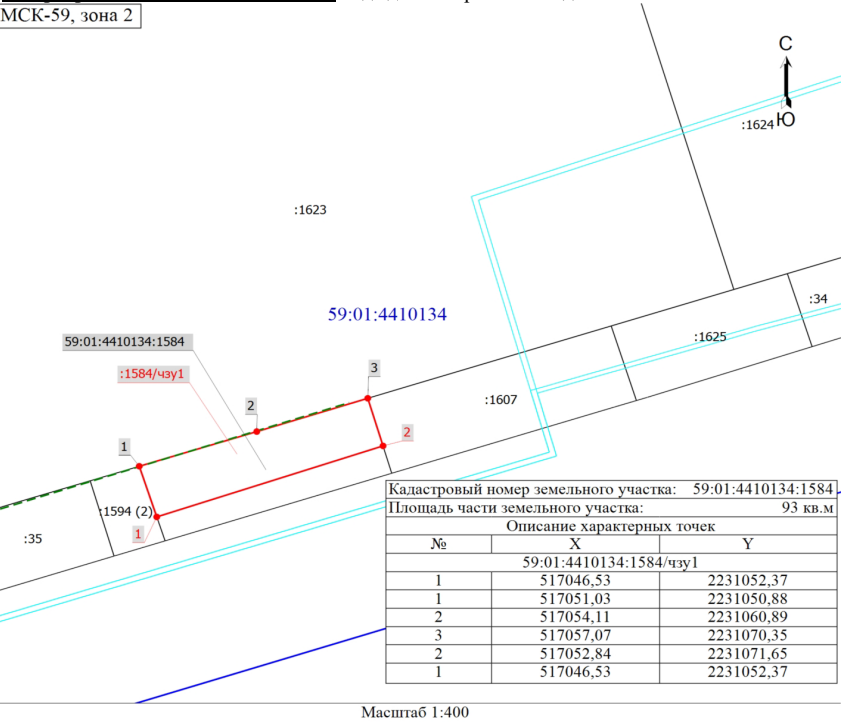 МСК-59, зона 2
С
Ю
:1624
:1623
:34
59:01:4410134
:1625
59:01:4410134:1584
:1584/чзу1
3
:1607
2
2
1
:1594 (2)
1
:35
Кадастровый номер земельного участка: 59:01:4410134:1584
Площадь части земельного участка: 93 кв.м
Описание характерных точек
№ X Y
59:01:4410134:1584/чзу1
1 517046,53 2231052,37
1 517051,03 2231050,88
2 517054,11 2231060,89
3 517057,07 2231070,35
2 517052,84 2231071,65
1 517046,53 2231052,37
Масштаб 1:400